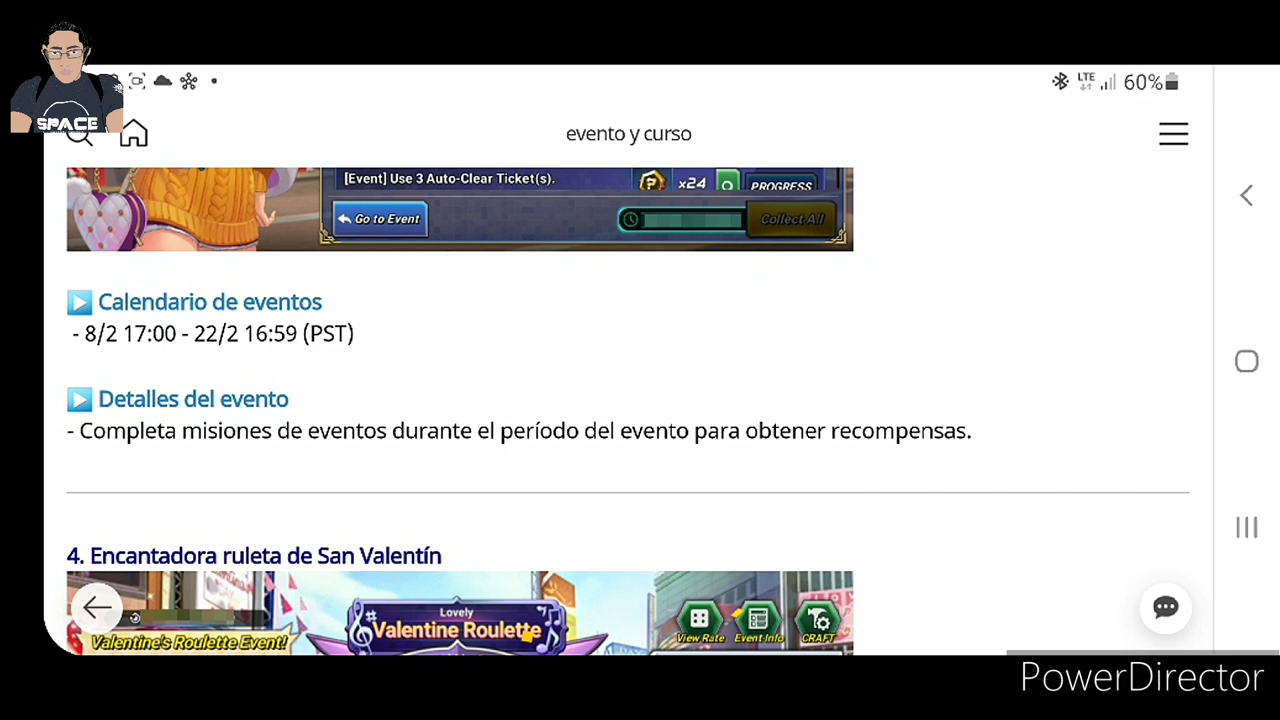 SPACE
LTE
60%
evento y curso
[Event] Use 3 Auto-Clear Ticket(s).
x24
PROGRESS
Go to Event
Collect All
Calendario de eventos
- 8/2 17:00 - 22/2 16:59 (PST)
Detalles del evento
- Completa misiones de eventos durante el período del evento para obtener recompensas.
4. Encantadora ruleta de San Valentín
Lovely
Valentine Roulette
Valentine's Roulette Event!
View Rate
Event Info
CRAFT
PowerDirector